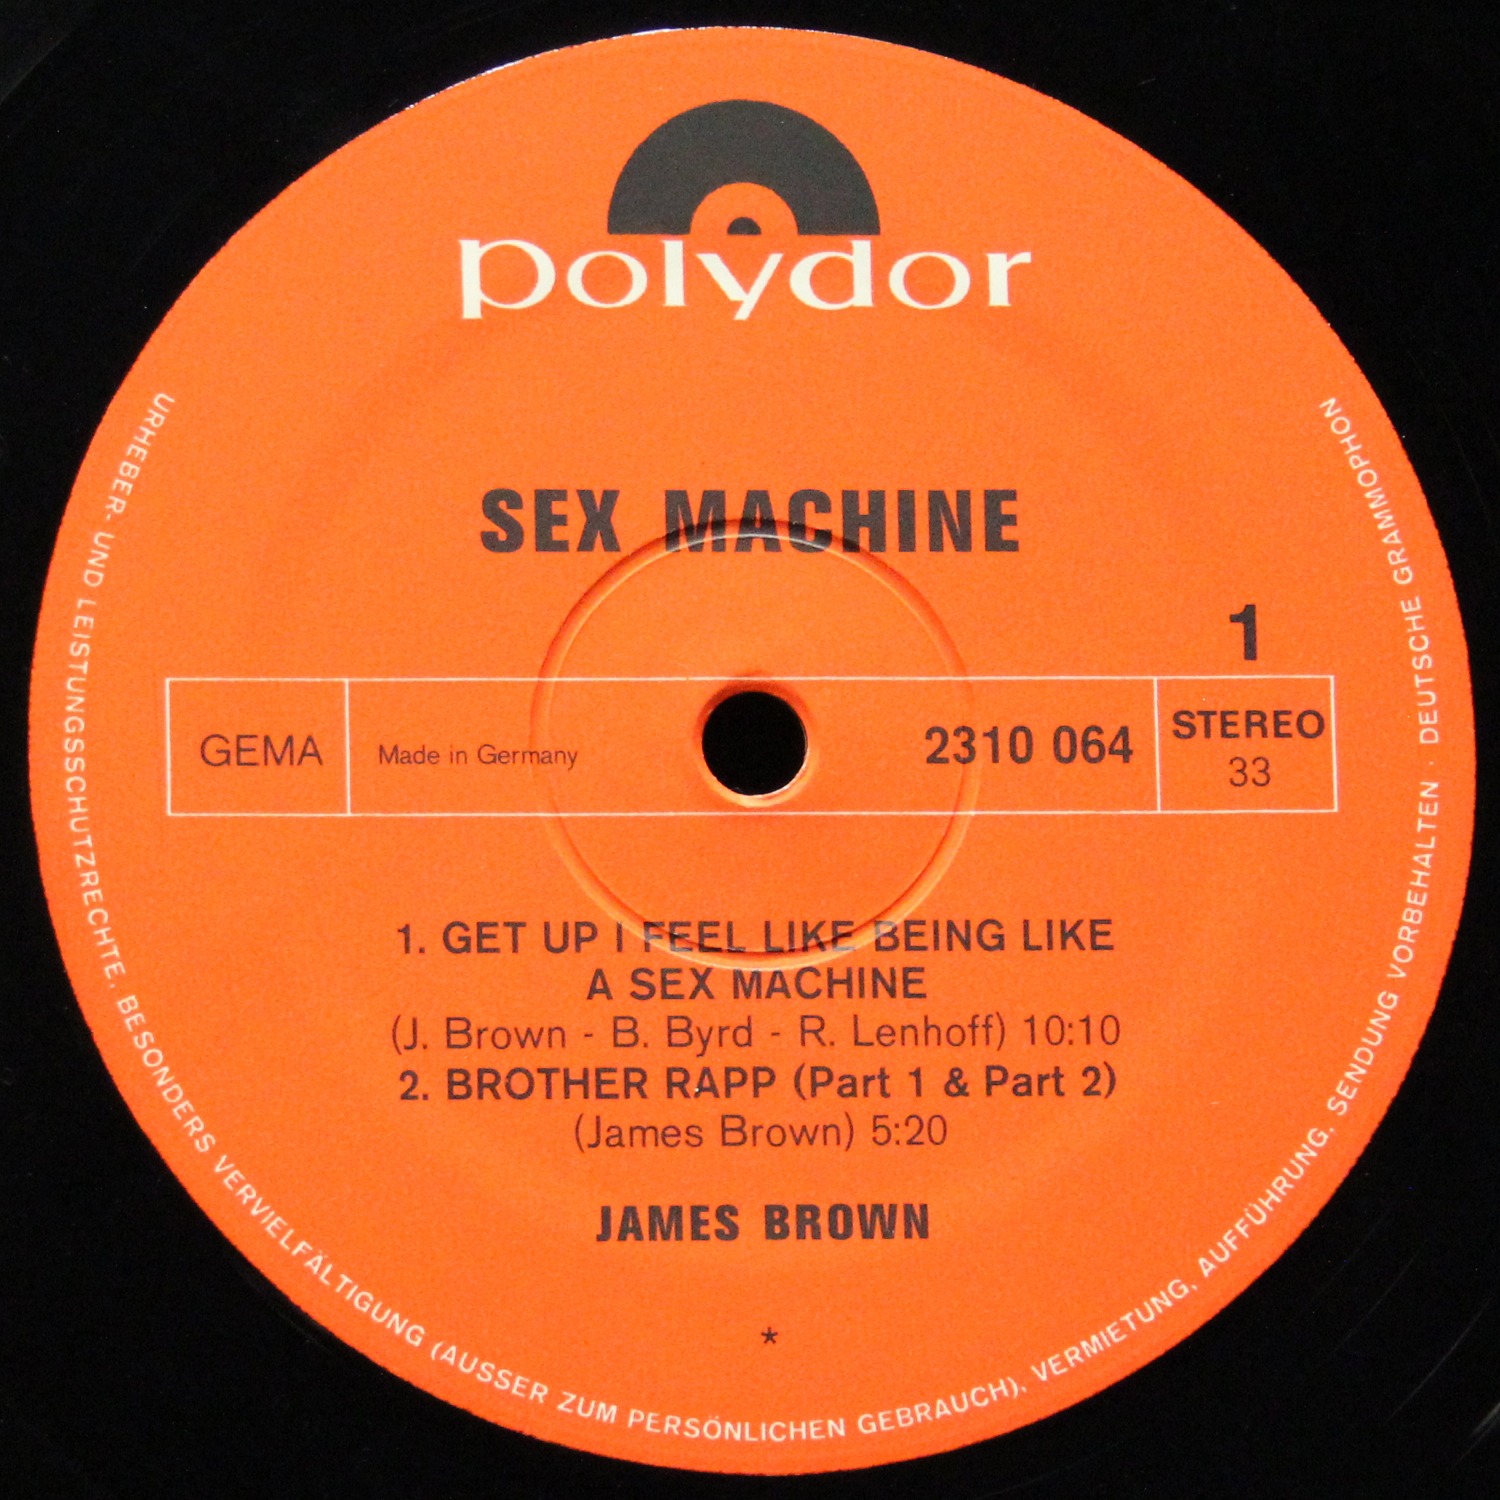 polydor
SEX MACHINE
1
GEMA
Made in Germany
2310 064
STEREO
33
1. GET UP I FEEL LIKE BEING LIKE
A SEX MACHINE
(J. Brown - B. Byrd - R. Lenhoff) 10:10
2. BROTHER RAPP (Part 1 & Part 2)
(James Brown) 5:20
JAMES BROWN
*
URHEBER- UND LEISTUNGSSCHUTZRECHTE, BESONDERS VERVIELFÄLTIGUNG (AUSSER ZUM PERSÖNLICHEN GEBRAUCH), VERMIETUNG, AUFFÜHRUNG, SENDUNG VORBEHALTEN · DEUTSCHE GRAMMOPHON